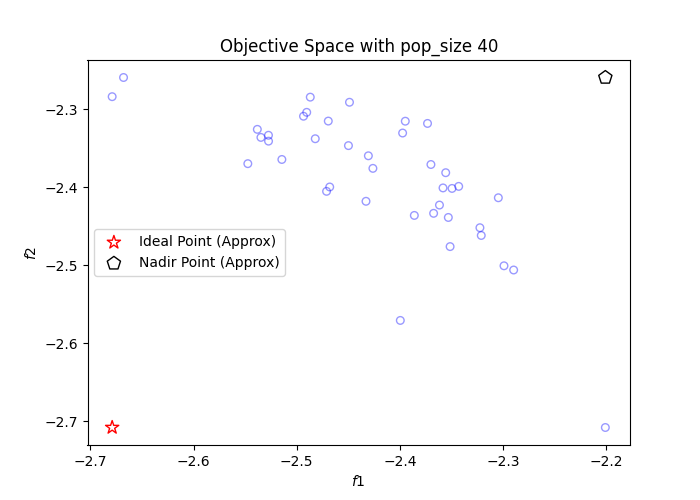 Objective Space with pop_size 40
−2.3
−2.4
−2.5
−2.6
−2.7
f2
Ideal Point (Approx)
Nadir Point (Approx)
−2.7 −2.6 −2.5 −2.4 −2.3 −2.2
f1